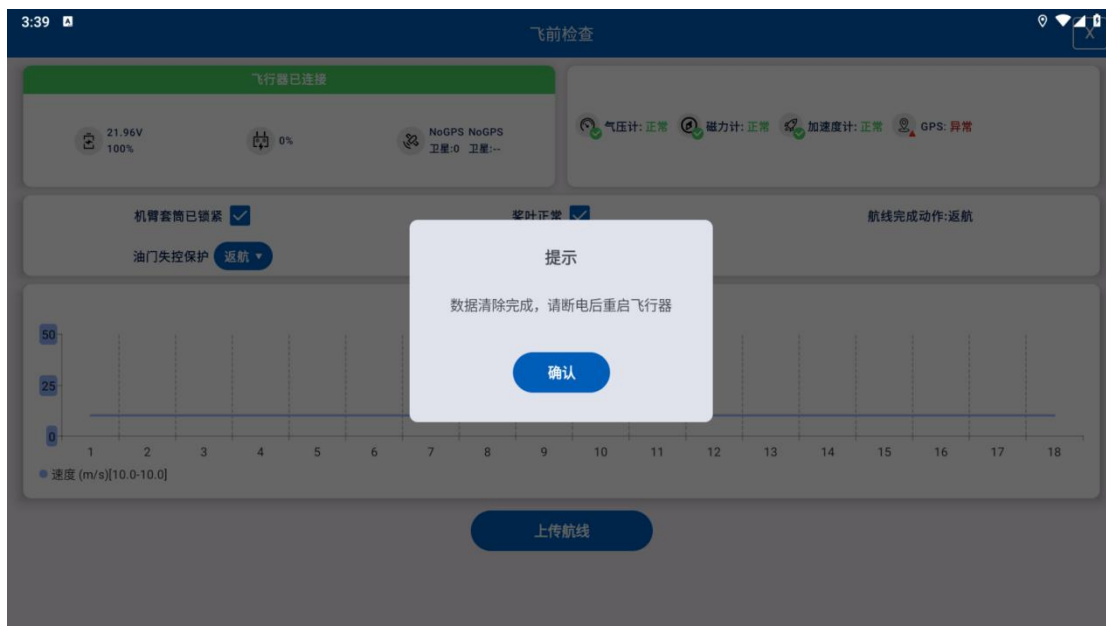 3:39 A
飞前检查
X
飞行器已连接
21.96V
100%
0%
NoGPS NoGPS
卫星:0 卫星:--
气压计: 正常 磁力计: 正常 加速度计: 正常 GPS: 异常
机臂套筒已锁紧 桨叶正常 航线完成动作:返航
油门失控保护 返航
提示
数据清除完成，请断电后重启飞行器
确认
50
25
0
1 2 3 4 5 6 7 8 9 10 11 12 13 14 15 16 17 18
速度 (m/s)[10.0-10.0]
上传航线